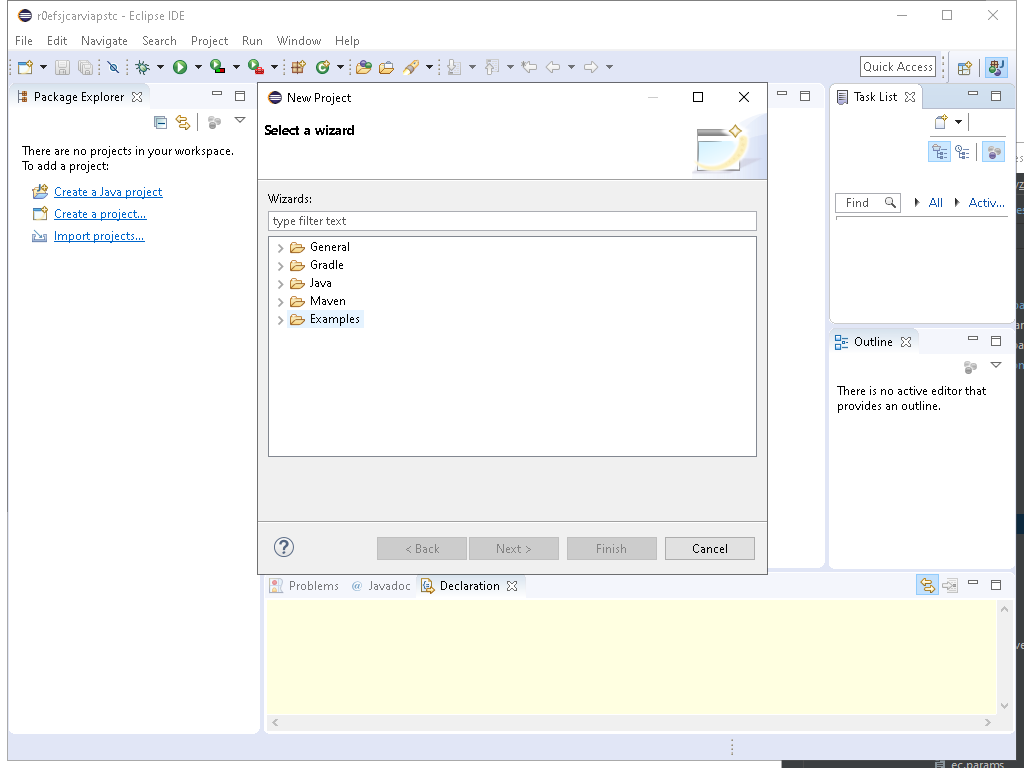 r0efsjcarviapstc - Eclipse IDE
File Edit Navigate Search Project Run Window Help
Quick Access
Package Explorer
There are no projects in your workspace.
To add a project:
Create a Java project
Create a project...
Import projects...
New Project
Select a wizard
Wizards:
type filter text
General
Gradle
Java
Maven
Examples
?
< Back Next > Finish Cancel
Task List
Find All Activ...
Outline
There is no active editor that
provides an outline.
Problems @ Javadoc Declaration
ec.params